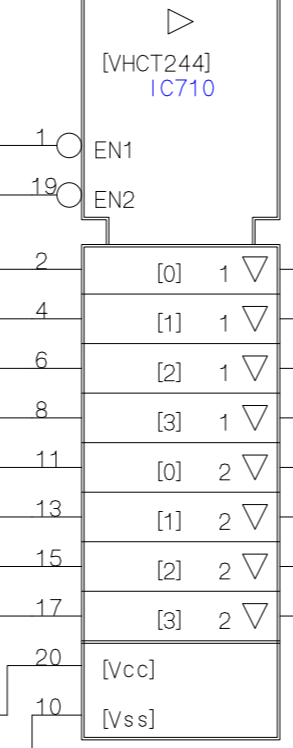 [VHCT244]
IC710
1 EN1
19 EN2
2 [0] 1
4 [1] 1
6 [2] 1
8 [3] 1
11 [0] 2
13 [1] 2
15 [2] 2
17 [3] 2
20 [Vcc]
10 [Vss]